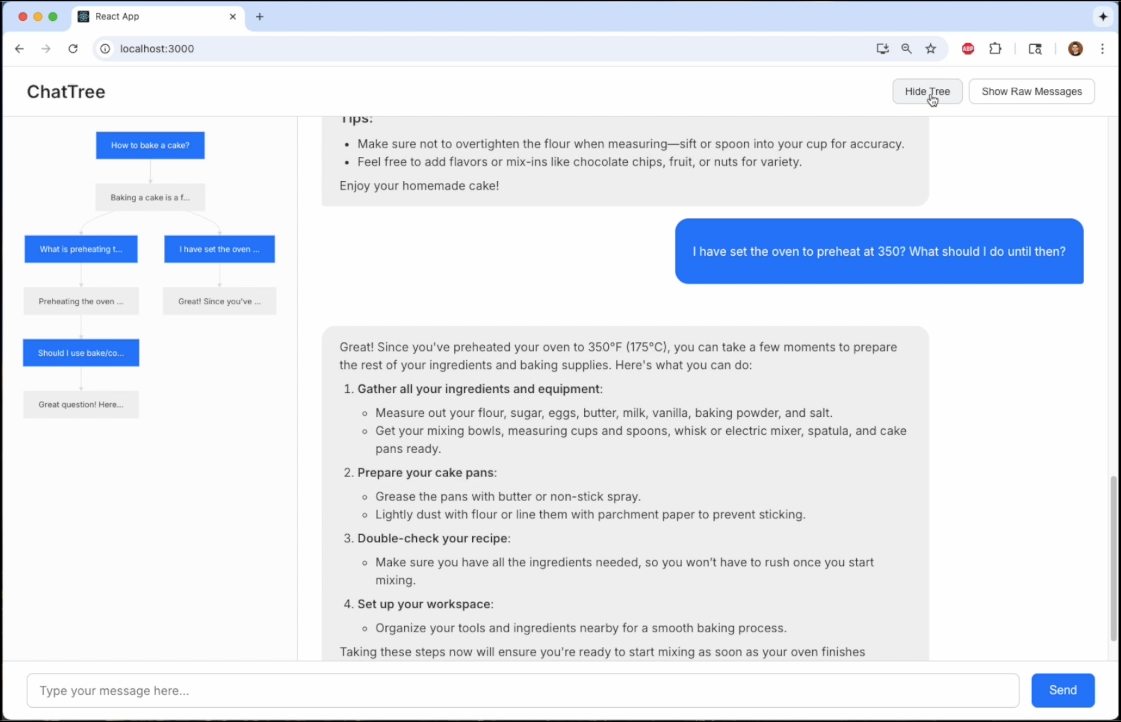 React App
localhost:3000
ABP
ChatTree
Hide Tree
Show Raw Messages
How to bake a cake?
Baking a cake is a f...
What is preheating t...
I have set the oven ...
Preheating the oven ...
Great! Since you've ...
Should I use bake/co...
Great question! Here...
Tips:
• Make sure not to overtighten the flour when measuring—sift or spoon into your cup for accuracy.
• Feel free to add flavors or mix-ins like chocolate chips, fruit, or nuts for variety.
Enjoy your homemade cake!
I have set the oven to preheat at 350? What should I do until then?
Great! Since you've preheated your oven to 350°F (175°C), you can take a few moments to prepare
the rest of your ingredients and baking supplies. Here's what you can do:
1. Gather all your ingredients and equipment:
◦ Measure out your flour, sugar, eggs, butter, milk, vanilla, baking powder, and salt.
◦ Get your mixing bowls, measuring cups and spoons, whisk or electric mixer, spatula, and cake
pans ready.
2. Prepare your cake pans:
◦ Grease the pans with butter or non-stick spray.
◦ Lightly dust with flour or line them with parchment paper to prevent sticking.
3. Double-check your recipe:
◦ Make sure you have all the ingredients needed, so you won't have to rush once you start
mixing.
4. Set up your workspace:
◦ Organize your tools and ingredients nearby for a smooth baking process.
Taking these steps now will ensure you're ready to start mixing as soon as your oven finishes
Type your message here...
Send